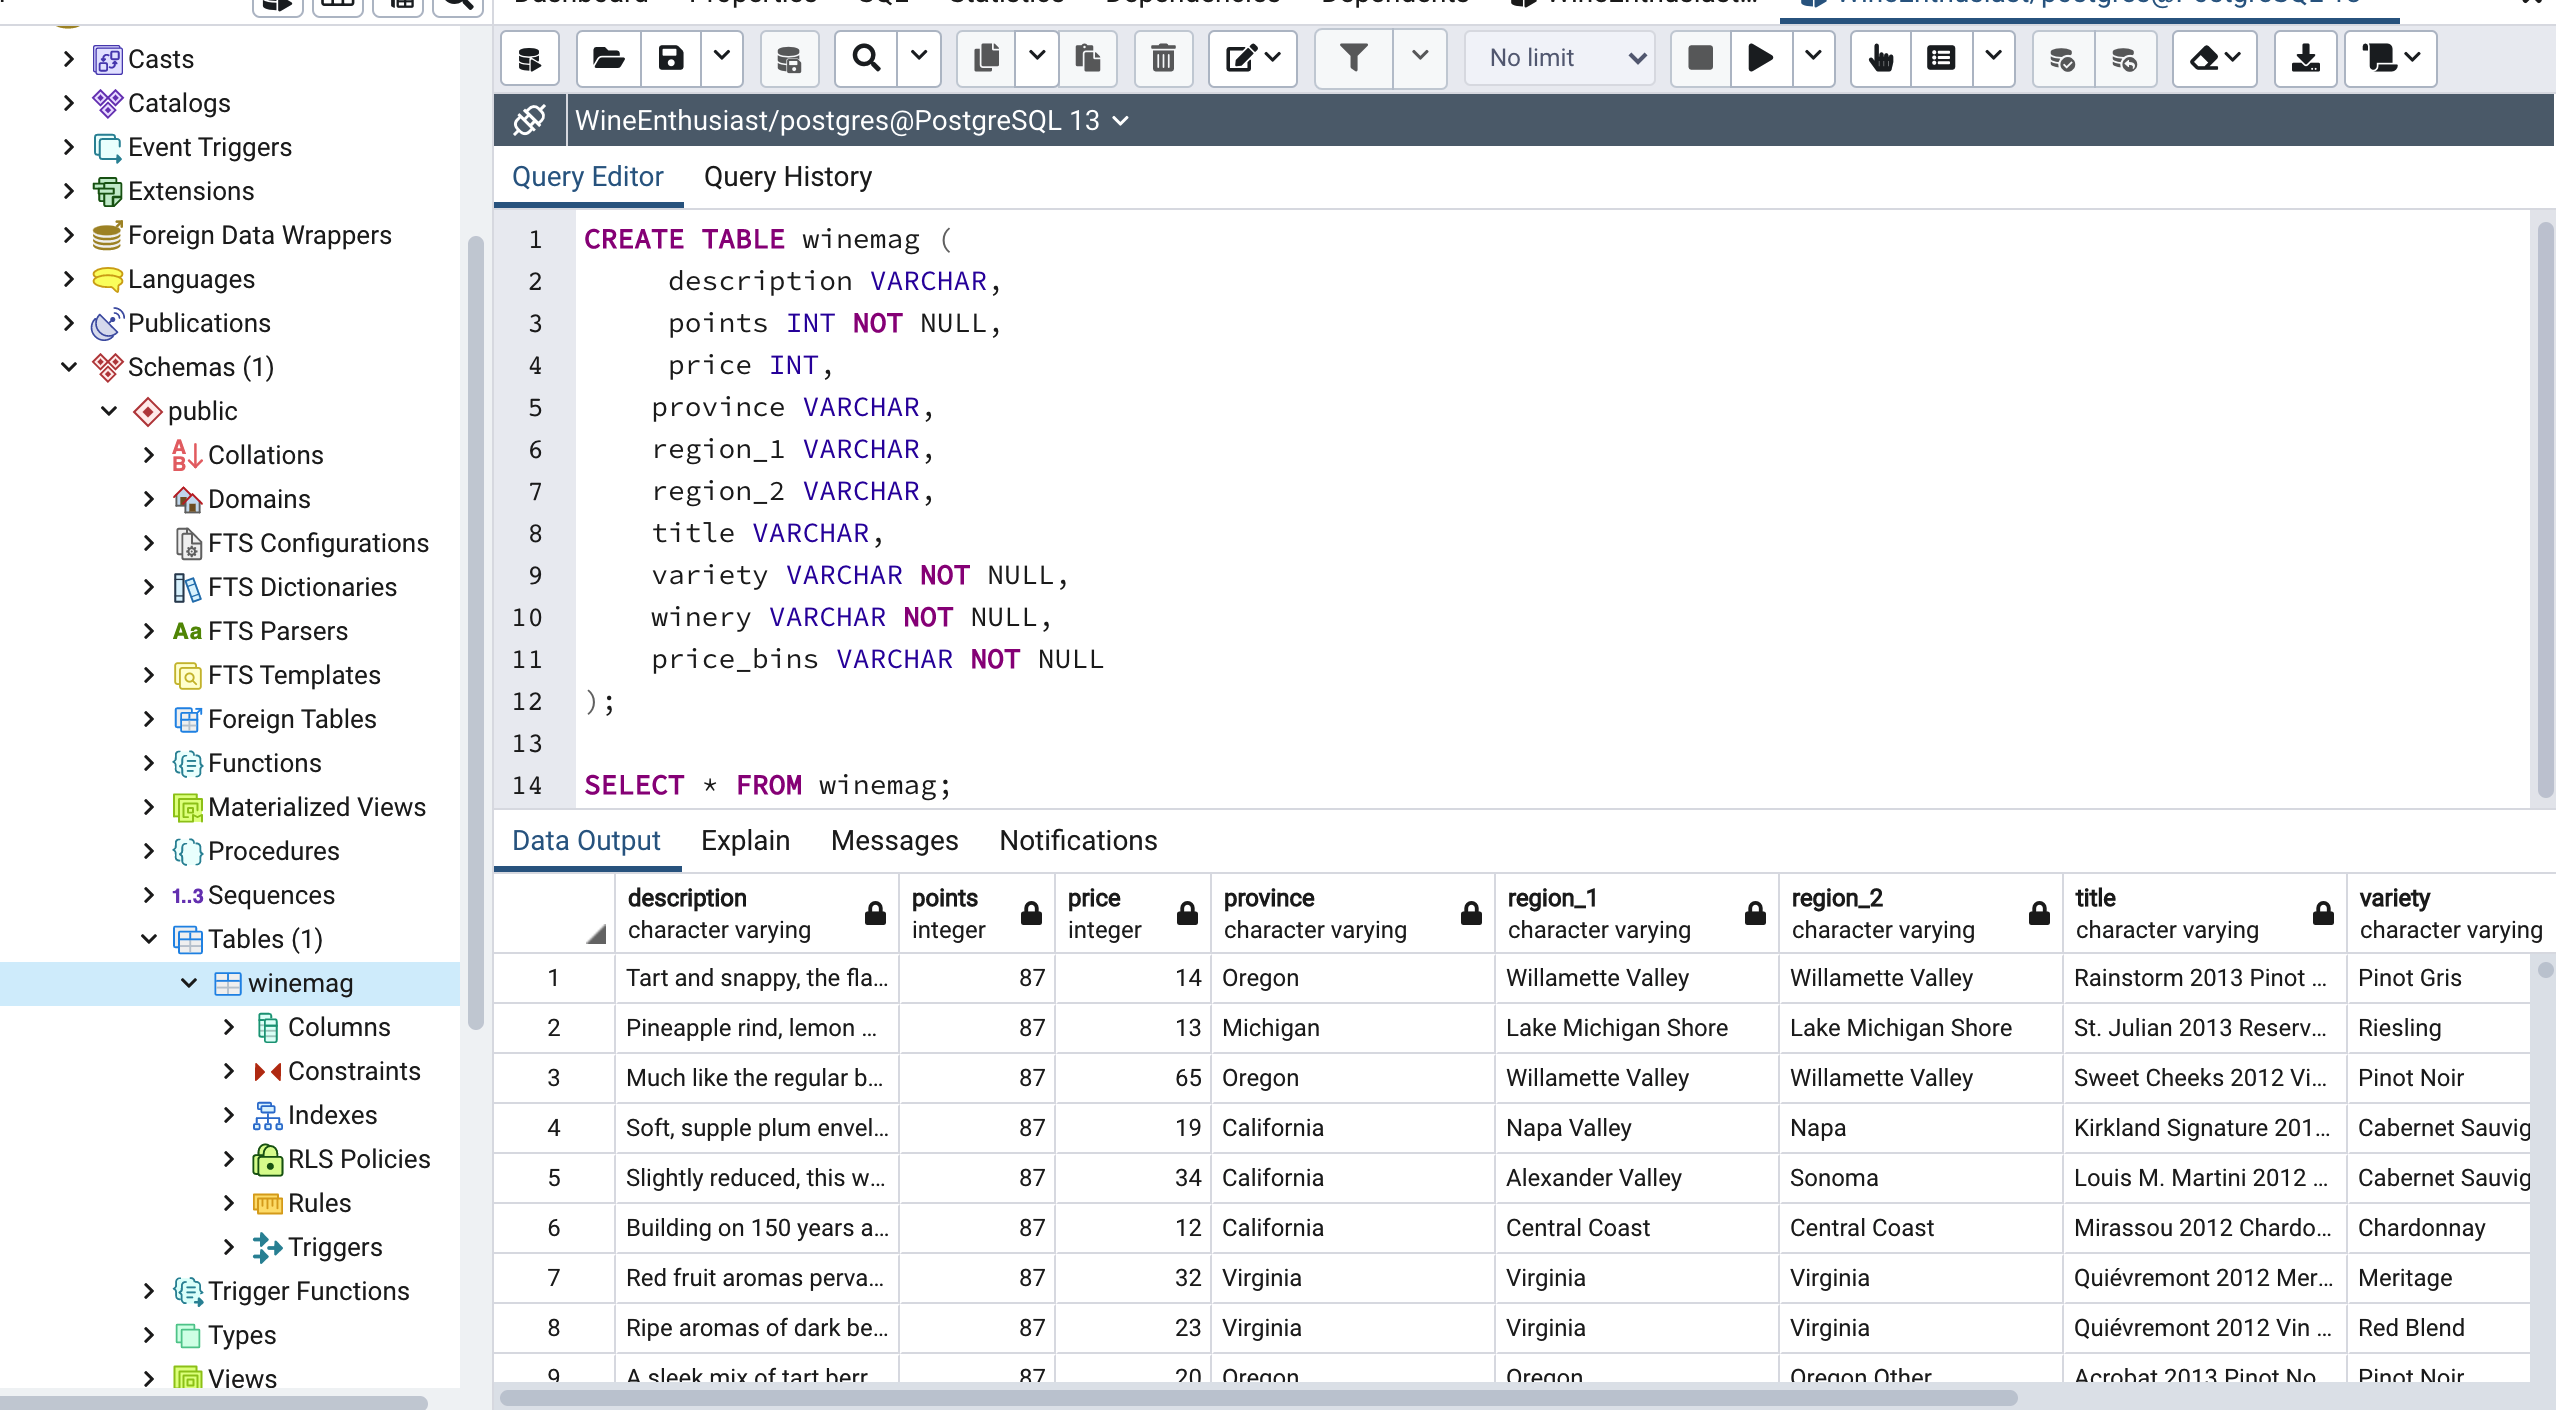 Dashboard Properties SQL Statistics Dependencies Dependents WineEnthusiast... WineEnthusiast/postgres@PostgreSQL 13
No limit
WineEnthusiast/postgres@PostgreSQL 13
Query Editor Query History
Casts
Catalogs
Event Triggers
Extensions
Foreign Data Wrappers
Languages
Publications
Schemas (1)
public
Collations
Domains
FTS Configurations
FTS Dictionaries
Aa FTS Parsers
FTS Templates
Foreign Tables
Functions
Materialized Views
Procedures
1..3 Sequences
Tables (1)
winemag
Columns
Constraints
Indexes
RLS Policies
Rules
Triggers
Trigger Functions
Types
Views
1 CREATE TABLE winemag (
2 description VARCHAR,
3 points INT NOT NULL,
4 price INT,
5 province VARCHAR,
6 region_1 VARCHAR,
7 region_2 VARCHAR,
8 title VARCHAR,
9 variety VARCHAR NOT NULL,
10 winery VARCHAR NOT NULL,
11 price_bins VARCHAR NOT NULL
12 );
13
14 SELECT * FROM winemag;
Data Output Explain Messages Notifications
description points price province region_1 region_2 title variety
character varying integer integer character varying character varying character varying character varying character varying
1 Tart and snappy, the fla... 87 14 Oregon Willamette Valley Willamette Valley Rainstorm 2013 Pinot ... Pinot Gris
2 Pineapple rind, lemon ... 87 13 Michigan Lake Michigan Shore Lake Michigan Shore St. Julian 2013 Reserv... Riesling
3 Much like the regular b... 87 65 Oregon Willamette Valley Willamette Valley Sweet Cheeks 2012 Vi... Pinot Noir
4 Soft, supple plum envel... 87 19 California Napa Valley Napa Kirkland Signature 201... Cabernet Sauvig
5 Slightly reduced, this w... 87 34 California Alexander Valley Sonoma Louis M. Martini 2012 ... Cabernet Sauvig
6 Building on 150 years a... 87 12 California Central Coast Central Coast Mirassou 2012 Chardo... Chardonnay
7 Red fruit aromas perva... 87 32 Virginia Virginia Virginia Quiévremont 2012 Mer... Meritage
8 Ripe aromas of dark be... 87 23 Virginia Virginia Virginia Quiévremont 2012 Vin ... Red Blend
9 A sleek mix of tart berr 87 20 Oregon Oregon Oregon Other Acrobat 2013 Pinot No Pinot Noir